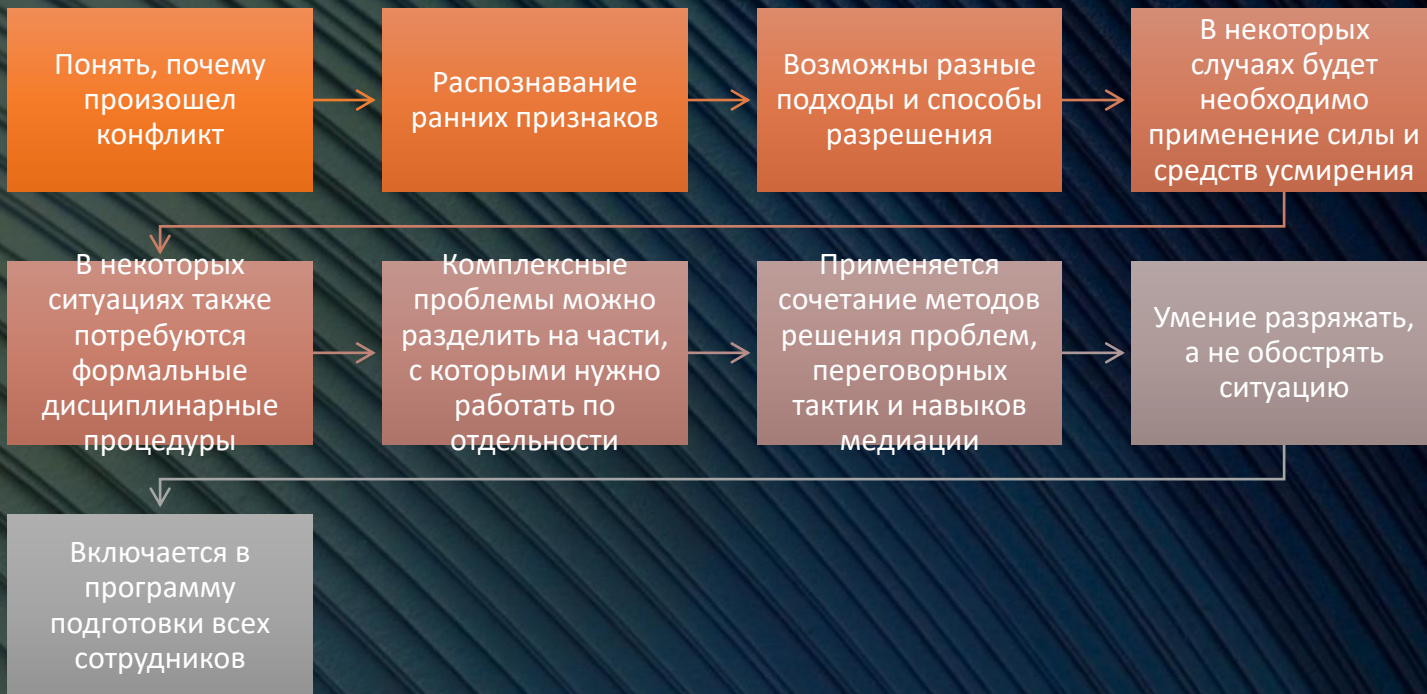 Понять, почему
произошел
конфликт
Распознавание
ранних признаков
Возможны разные
подходы и способы
разрешения
В некоторых
случаях будет
необходимо
применение силы и
средств усмирения
В некоторых
ситуациях также
потребуются
формальные
дисциплинарные
процедуры
Комплексные
проблемы можно
разделить на части,
с которыми нужно
работать по
отдельности
Применяется
сочетание методов
решения проблем,
переговорных
тактик и навыков
медиации
Умение разряжать,
а не обострять
ситуацию
Включается в
программу
подготовки всех
сотрудников